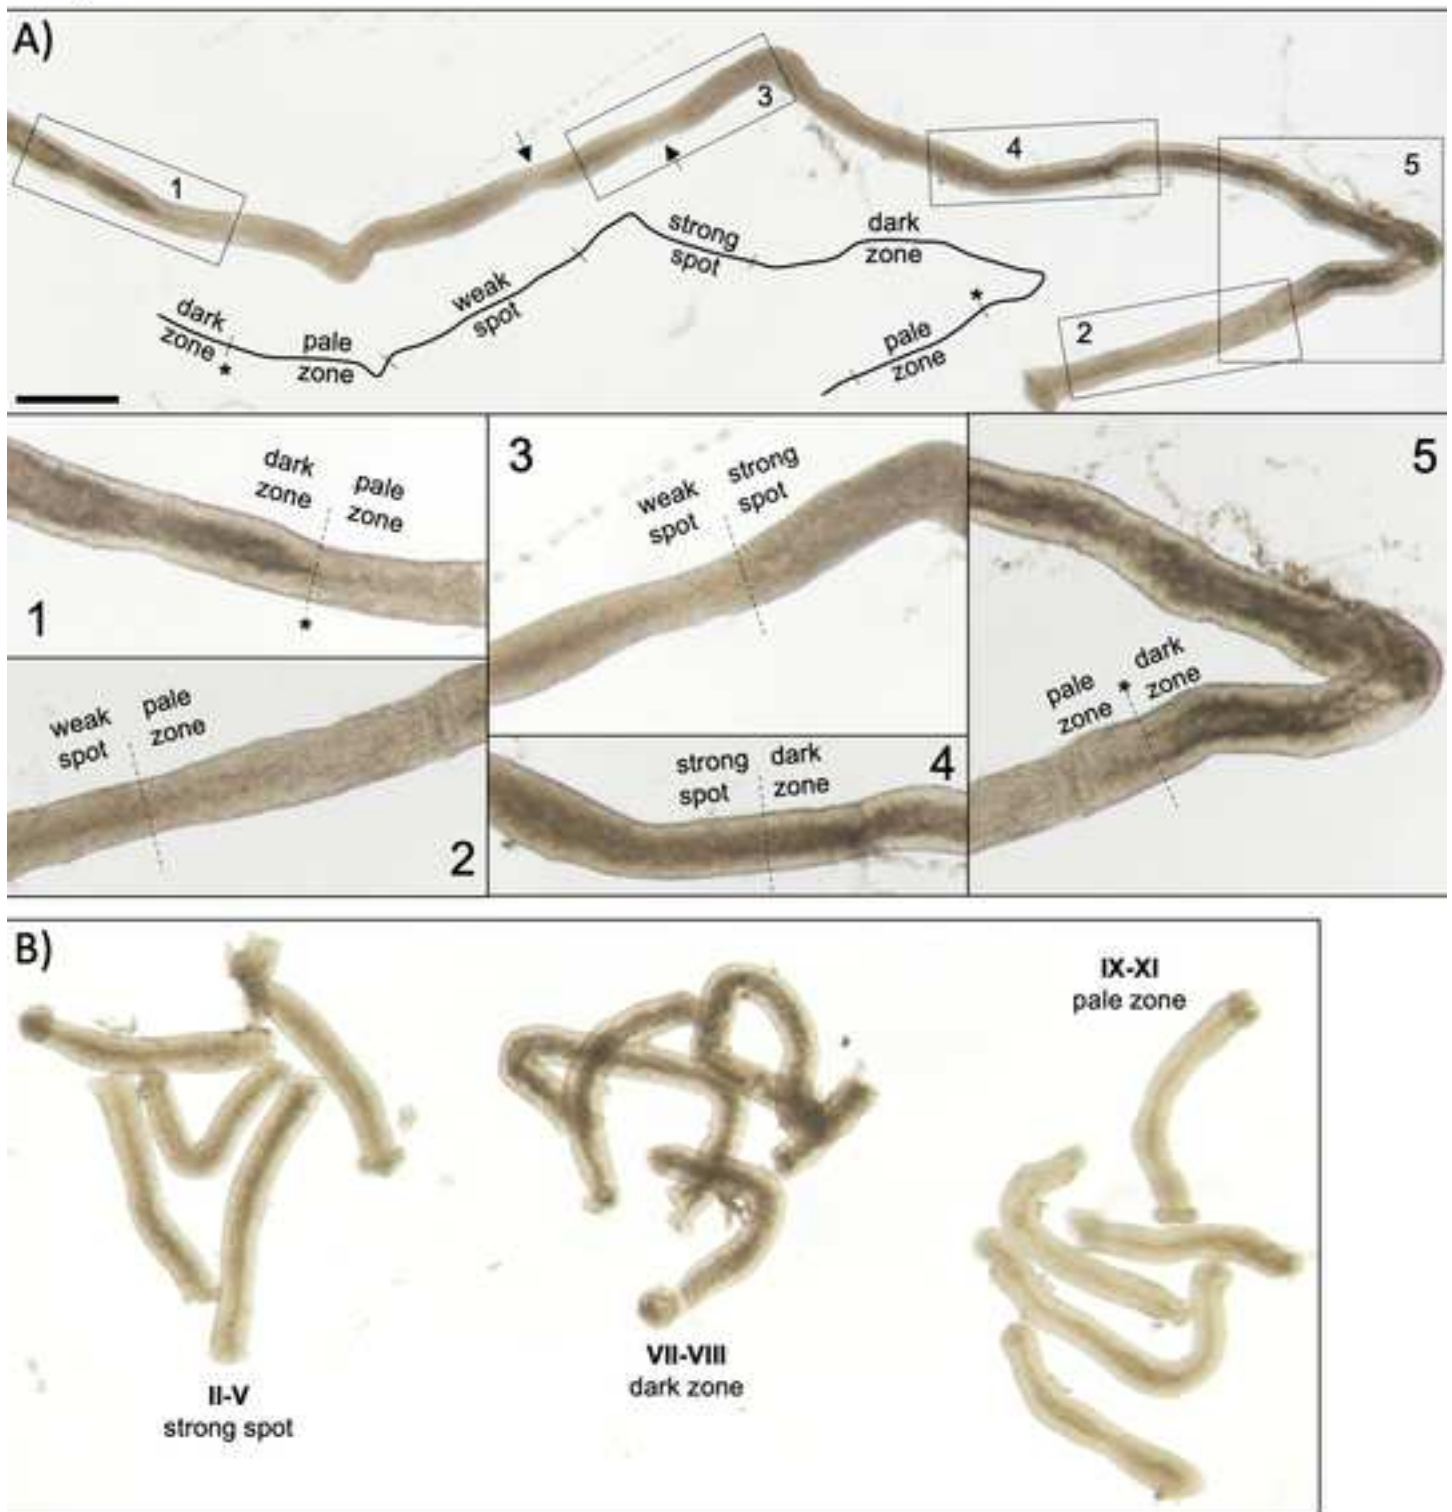 A)
1
3
4
5
2
dark
zone
*
pale
zone
weak
spot
strong
spot
dark
zone
*
pale
zone
dark
zone
pale
zone
1
*
weak
spot
pale
zone
2
3
weak
spot
strong
spot
strong
spot
dark
zone
4
5
pale
zone
*
dark
zone
B)
II-V
strong spot
VII-VIII
dark zone
IX-XI
pale zone